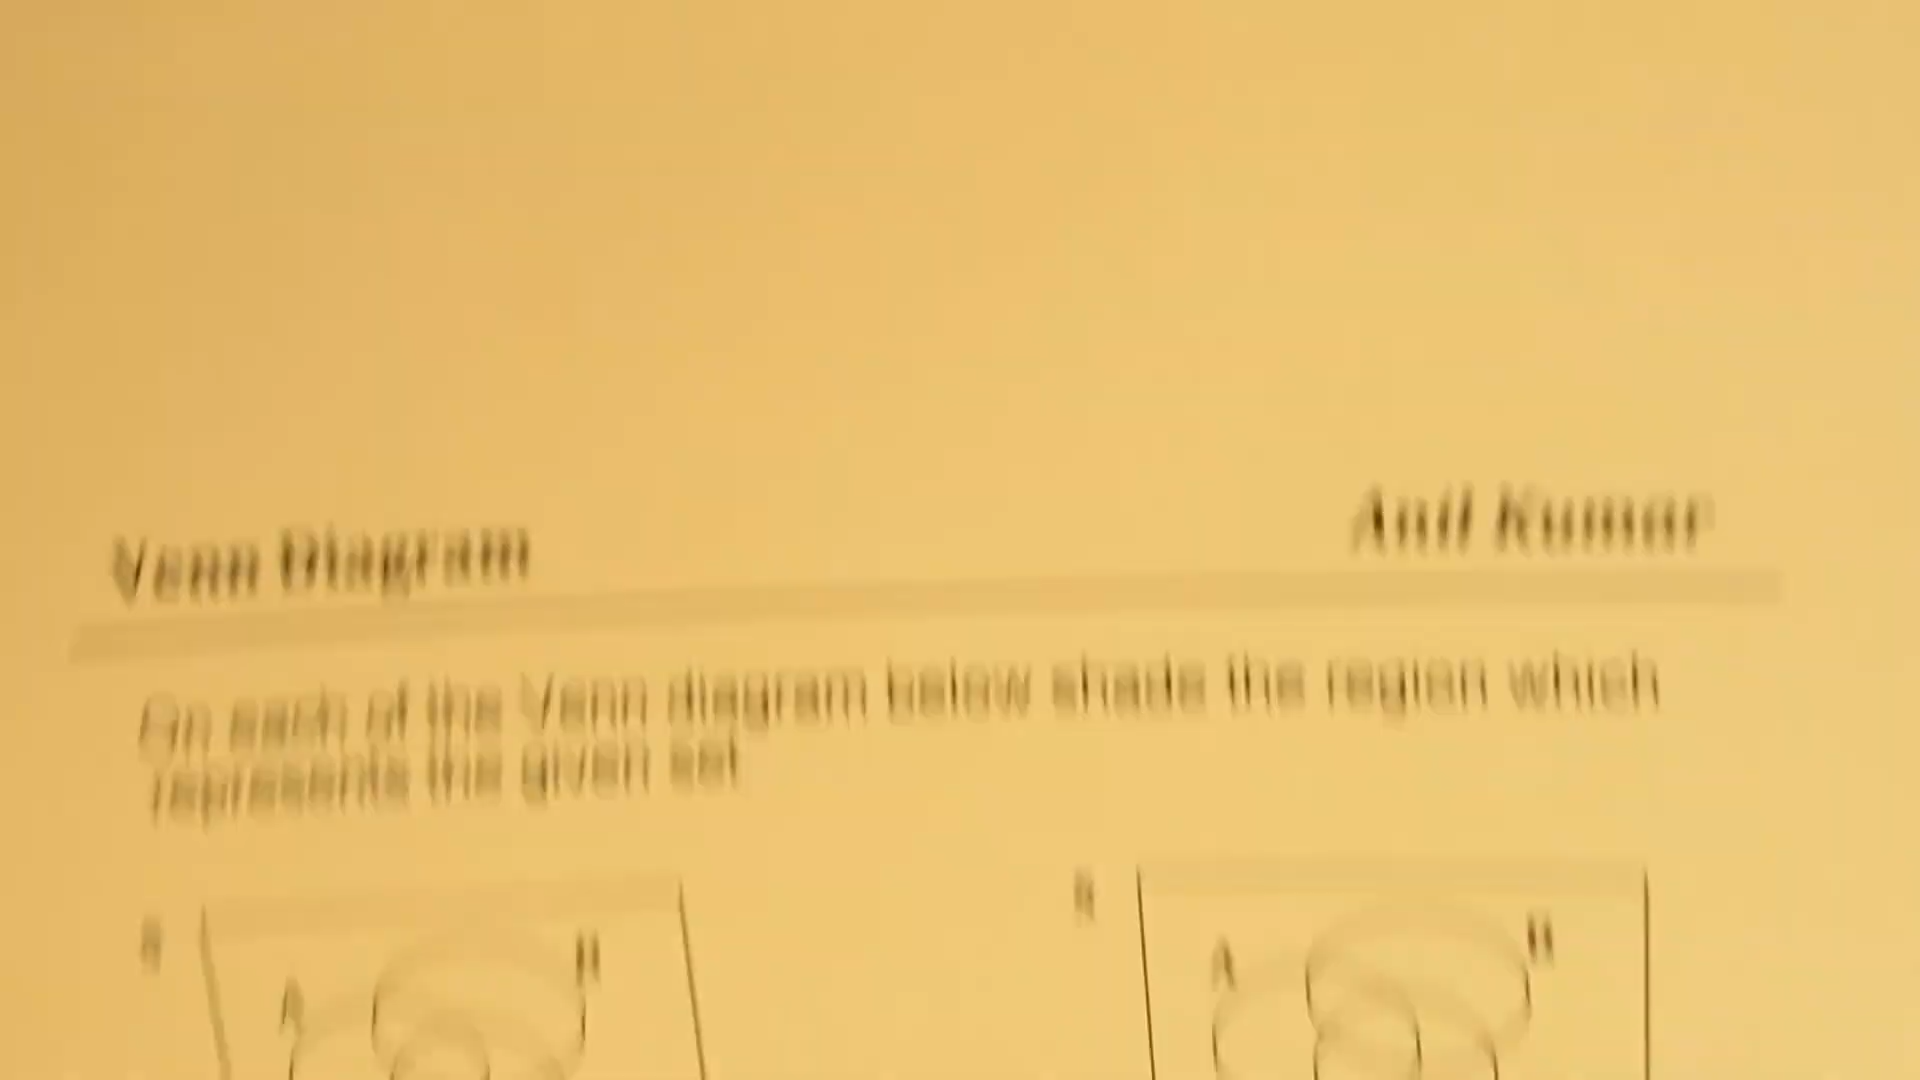 Venn Diagram
Anil Kumar
On each of the Venn diagram below shade the region which
represents the given set
A
A